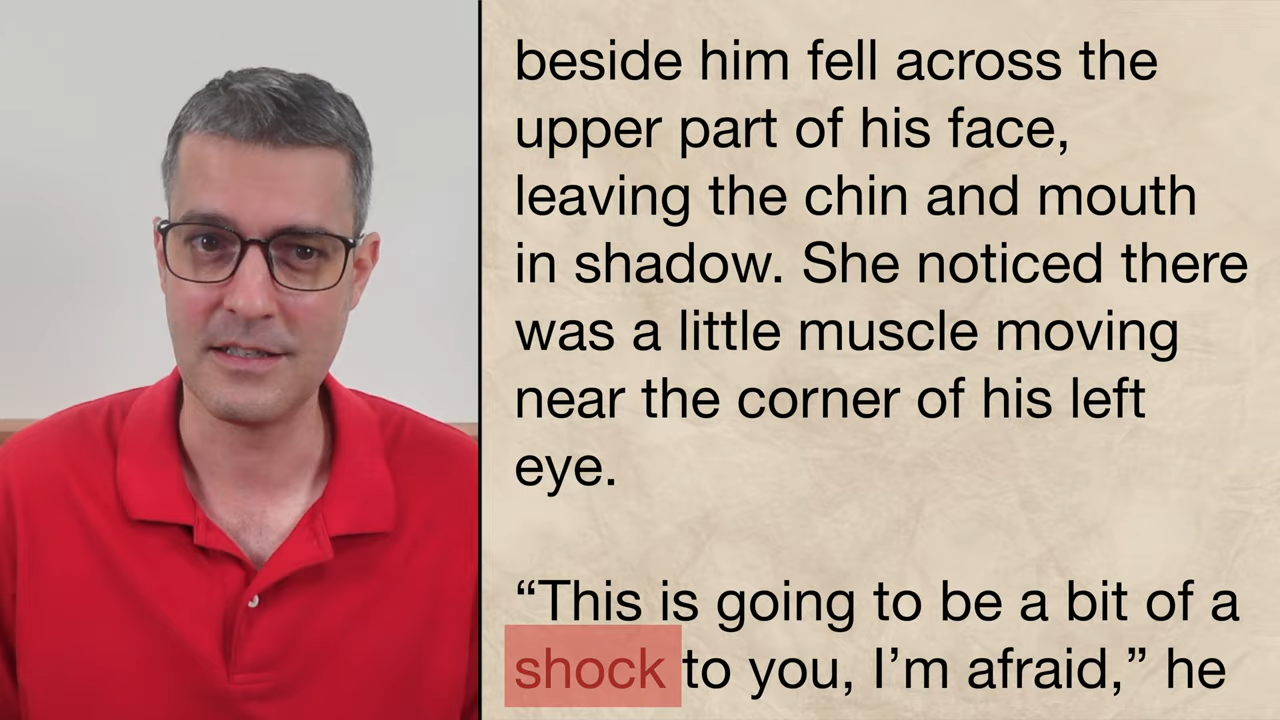 beside him fell across the
upper part of his face,
leaving the chin and mouth
in shadow. She noticed there
was a little muscle moving
near the corner of his left
eye.
“This is going to be a bit of a
shock to you, I’m afraid,” he